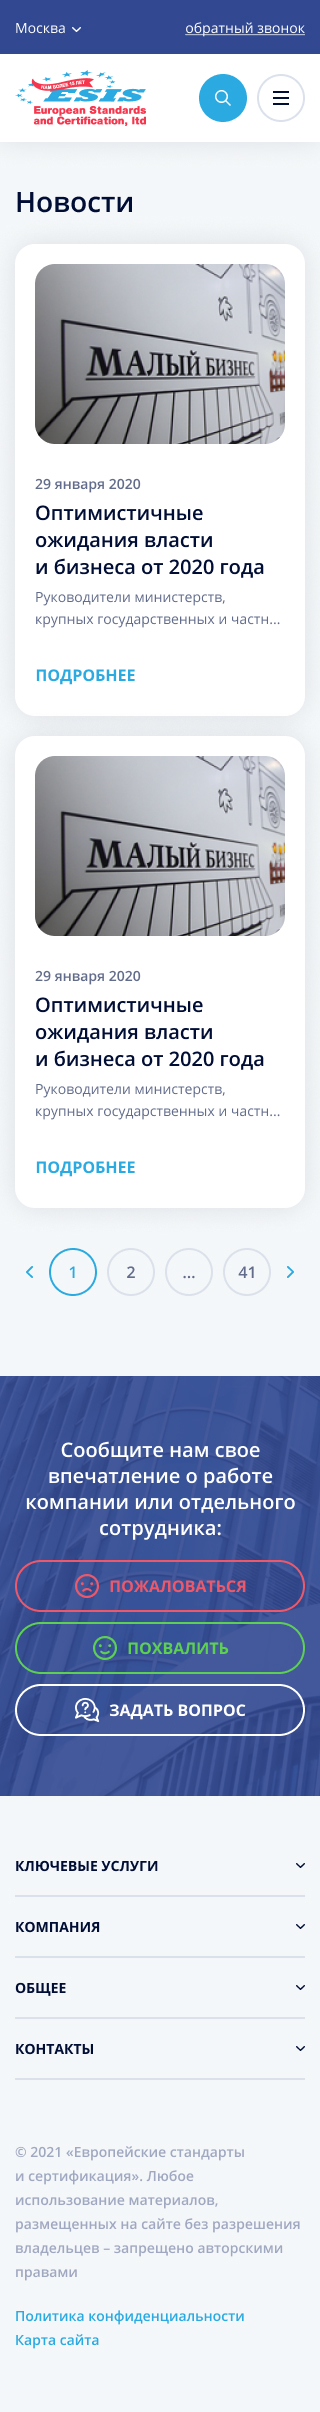 Москва
обратный звонок
НАМ БОЛЕЕ 15 ЛЕТ
ESIS
European Standards
and Certification, ltd
Новости
МАЛЫЙ БИЗНЕС
29 января 2020
Оптимистичные
ожидания власти
и бизнеса от 2020 года
Руководители министерств,
крупных государственных и частн...
ПОДРОБНЕЕ
МАЛЫЙ БИЗНЕС
29 января 2020
Оптимистичные
ожидания власти
и бизнеса от 2020 года
Руководители министерств,
крупных государственных и частн...
ПОДРОБНЕЕ
1 2 ... 41
Сообщите нам свое
впечатление о работе
компании или отдельного
сотрудника:
ПОЖАЛОВАТЬСЯ
ПОХВАЛИТЬ
ЗАДАТЬ ВОПРОС
КЛЮЧЕВЫЕ УСЛУГИ
КОМПАНИЯ
ОБЩЕЕ
КОНТАКТЫ
© 2021 «Европейские стандарты
и сертификация». Любое
использование материалов,
размещенных на сайте без разрешения
владельцев – запрещено авторскими
правами
Политика конфиденциальности
Карта сайта